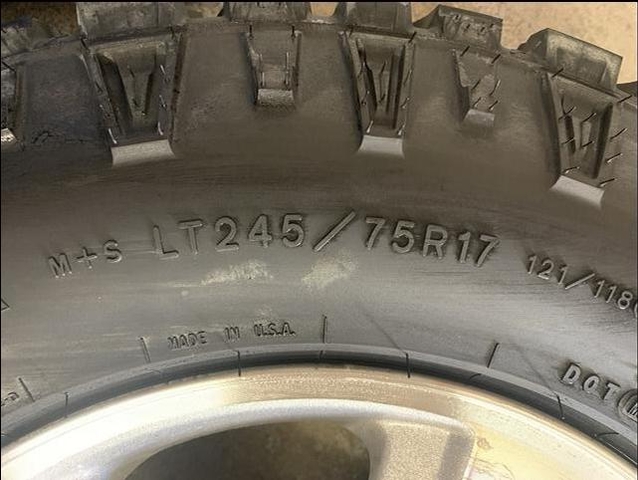 M+S LT245/75R17 121/118
MADE IN U.S.A.
DOT